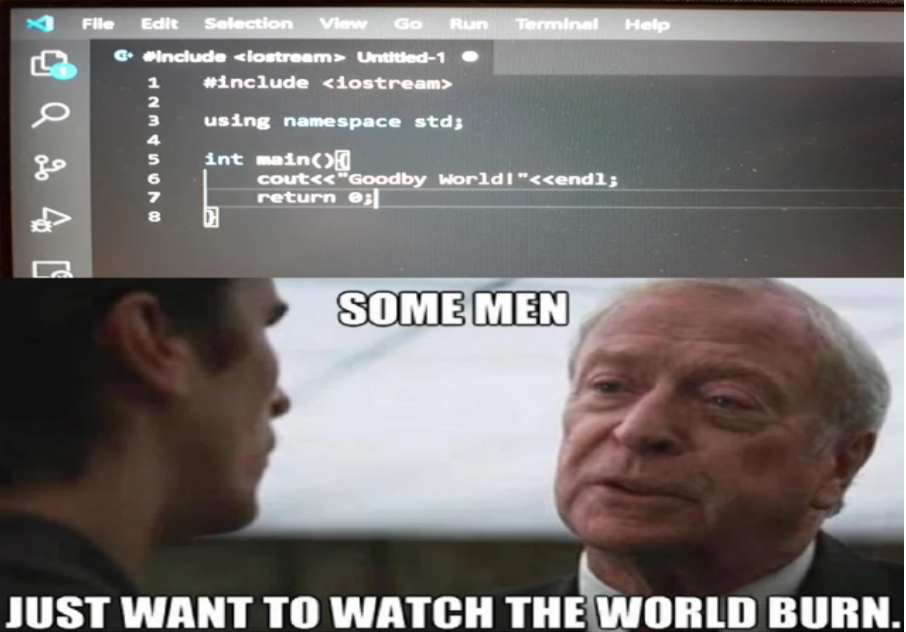 File Edit Selection View Go Run Terminal Help
#include <iostream> Untitled-1
1 #include <iostream>
2
3 using namespace std;
4
5 int main(){
6 cout<<"Goodby World!"<<endl;
7 return 0;
8 }
1
SOME MEN
JUST WANT TO WATCH THE WORLD BURN.